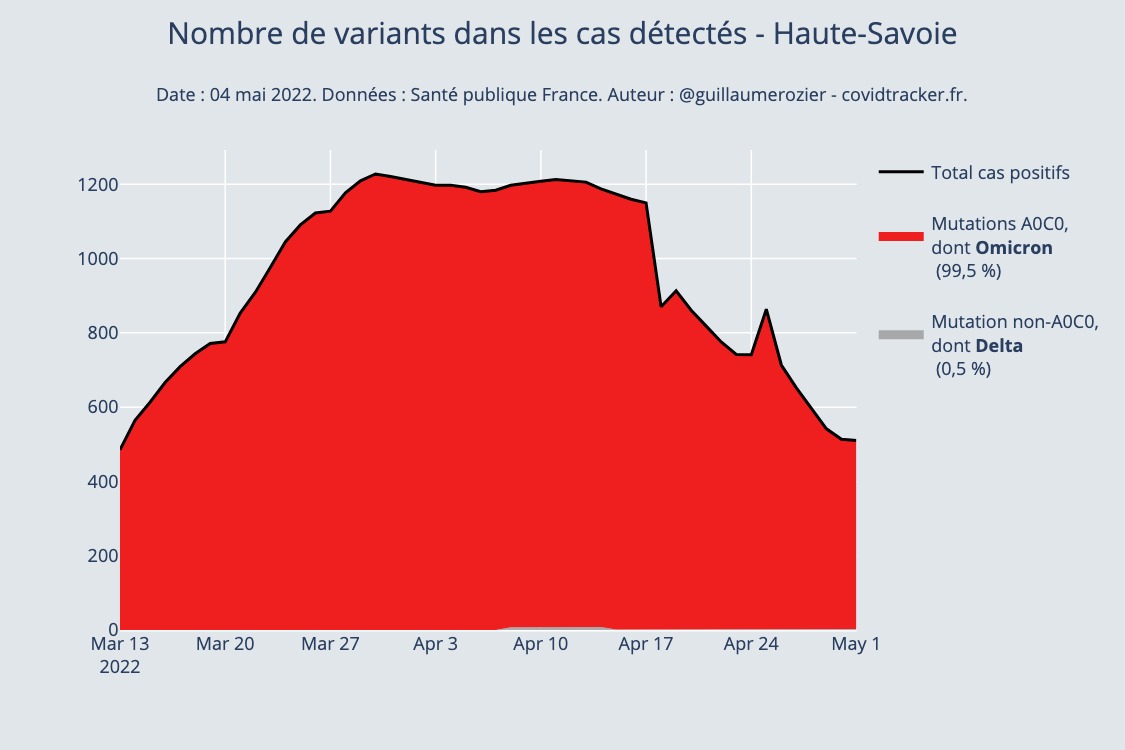 Nombre de variants dans les cas détectés - Haute-Savoie
Date : 04 mai 2022. Données : Santé publique France. Auteur : @guillaumerozier - covidtracker.fr.
1200
1000
800
600
400
200
0
Mar 13
2022
Mar 20
Mar 27
Apr 3
Apr 10
Apr 17
Apr 24
May 1
Total cas positifs
Mutations A0C0,
dont Omicron
(99,5 %)
Mutation non-A0C0,
dont Delta
(0,5 %)